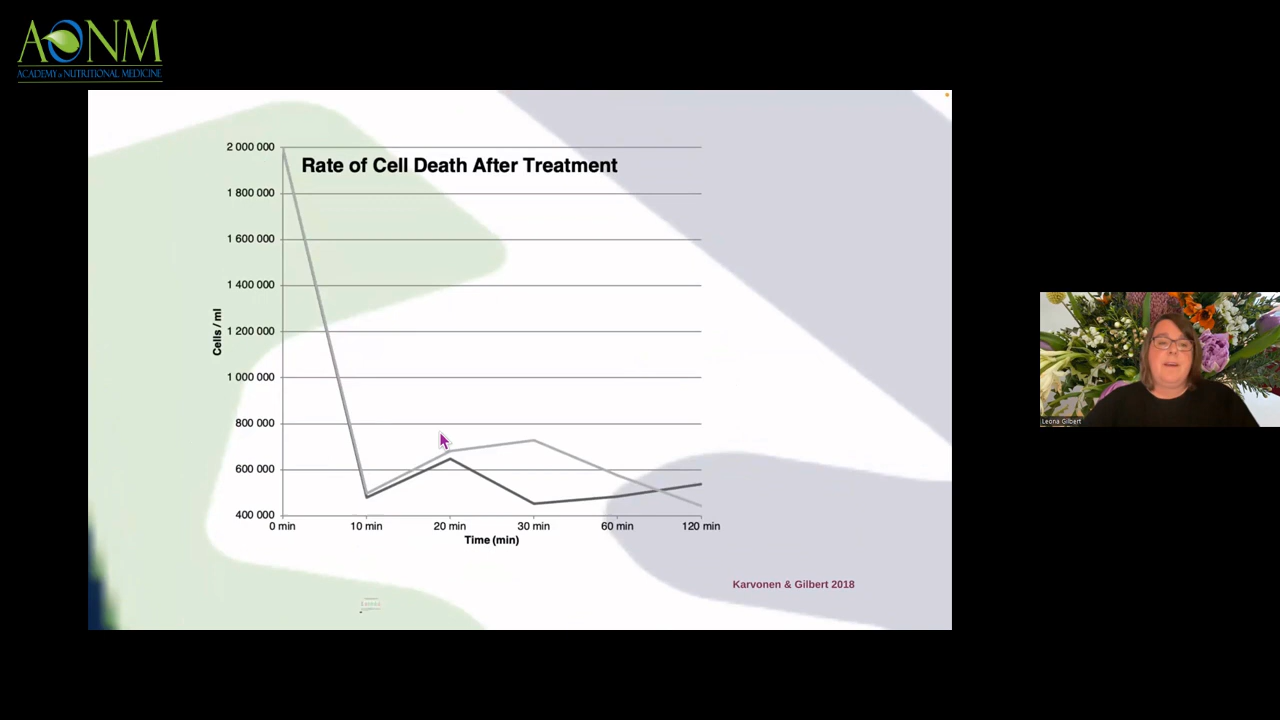 AONM
ACADEMY of NUTRITIONAL MEDICINE
Rate of Cell Death After Treatment
2 000 000
1 800 000
1 600 000
1 400 000
1 200 000
1 000 000
800 000
600 000
400 000
Cells / ml
0 min 10 min 20 min 30 min 60 min 120 min
Time (min)
Karvonen & Gilbert 2018
Leona Gilbert